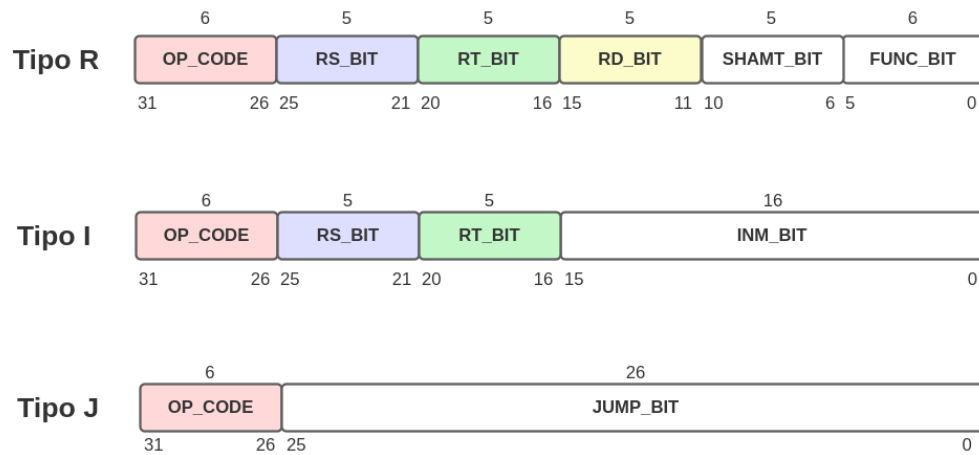 6 5 5 5 5 6
Tipo R OP_CODE RS_BIT RT_BIT RD_BIT SHAMT_BIT FUNC_BIT
31 26 25 21 20 16 15 11 10 6 5 0
6 5 5 16
Tipo I OP_CODE RS_BIT RT_BIT INM_BIT
31 26 25 21 20 16 15 0
6 26
Tipo J OP_CODE JUMP_BIT
31 26 25 0